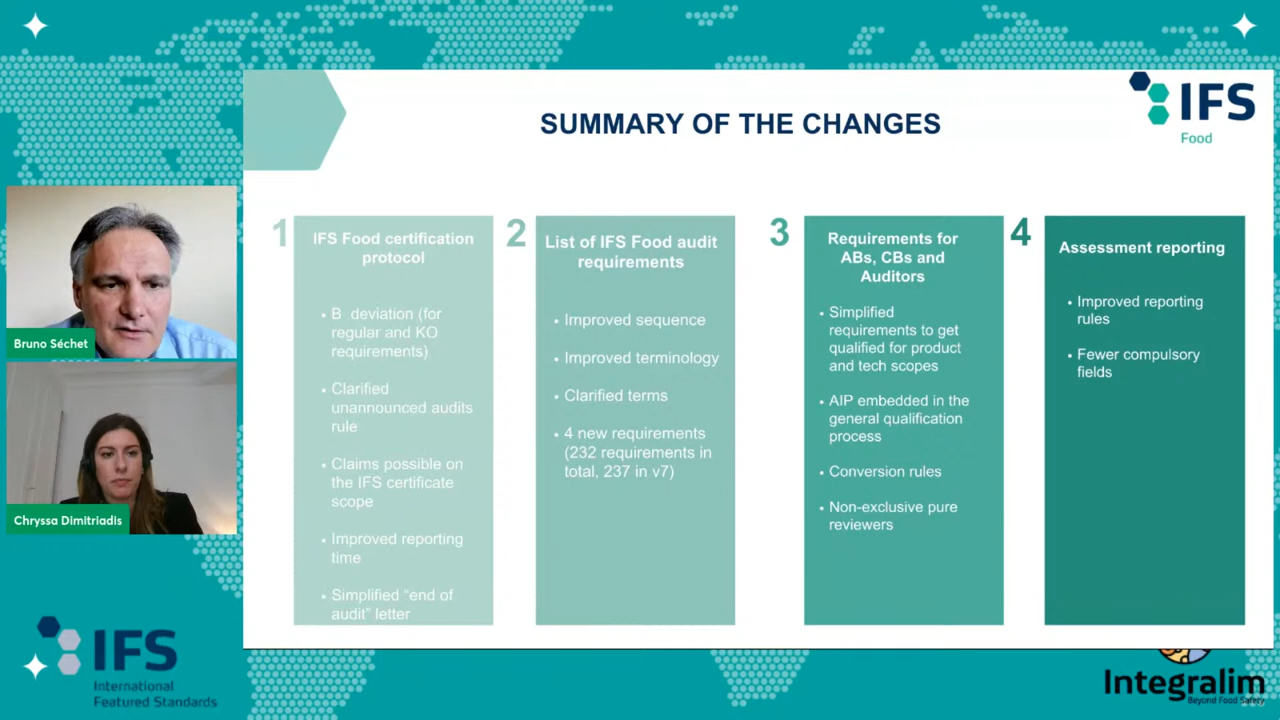 SUMMARY OF THE CHANGES
IFS
Food
1
IFS Food certification
protocol
• B deviation (for
regular and KO
requirements)
• Clarified
unannounced audits
rule
• Claims possible on
the IFS certificate
scope
• Improved reporting
time
• Simplified “end of
audit” letter
2
List of IFS Food audit
requirements
• Improved sequence
• Improved terminology
• Clarified terms
• 4 new requirements
(232 requirements in
total, 237 in v7)
3
Requirements for
ABs, CBs and
Auditors
• Simplified
requirements to get
qualified for product
and tech scopes
• AIP embedded in the
general qualification
process
• Conversion rules
• Non-exclusive pure
reviewers
4
Assessment reporting
• Improved reporting
rules
• Fewer compulsory
fields
Bruno Séchet
Chryssa Dimitriadis
IFS
International
Featured Standards
Integralim
Beyond Food Safety